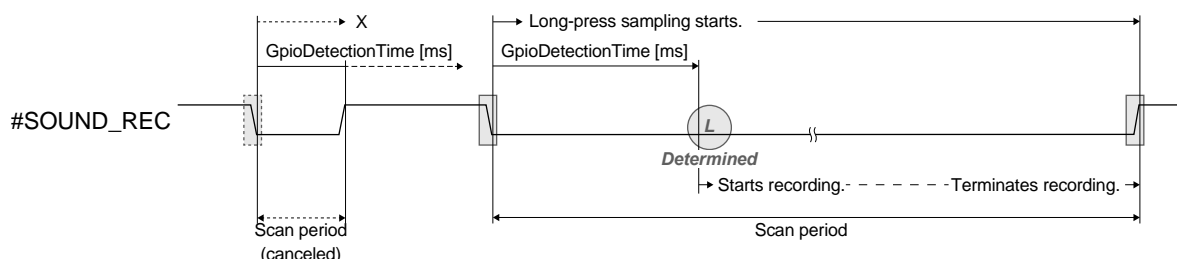 X
Long-press sampling starts.
GpioDetectionTime [ms]
GpioDetectionTime [ms]
#SOUND_REC
L
Determined
Starts recording.
Terminates recording.
Scan period
(canceled)
Scan period